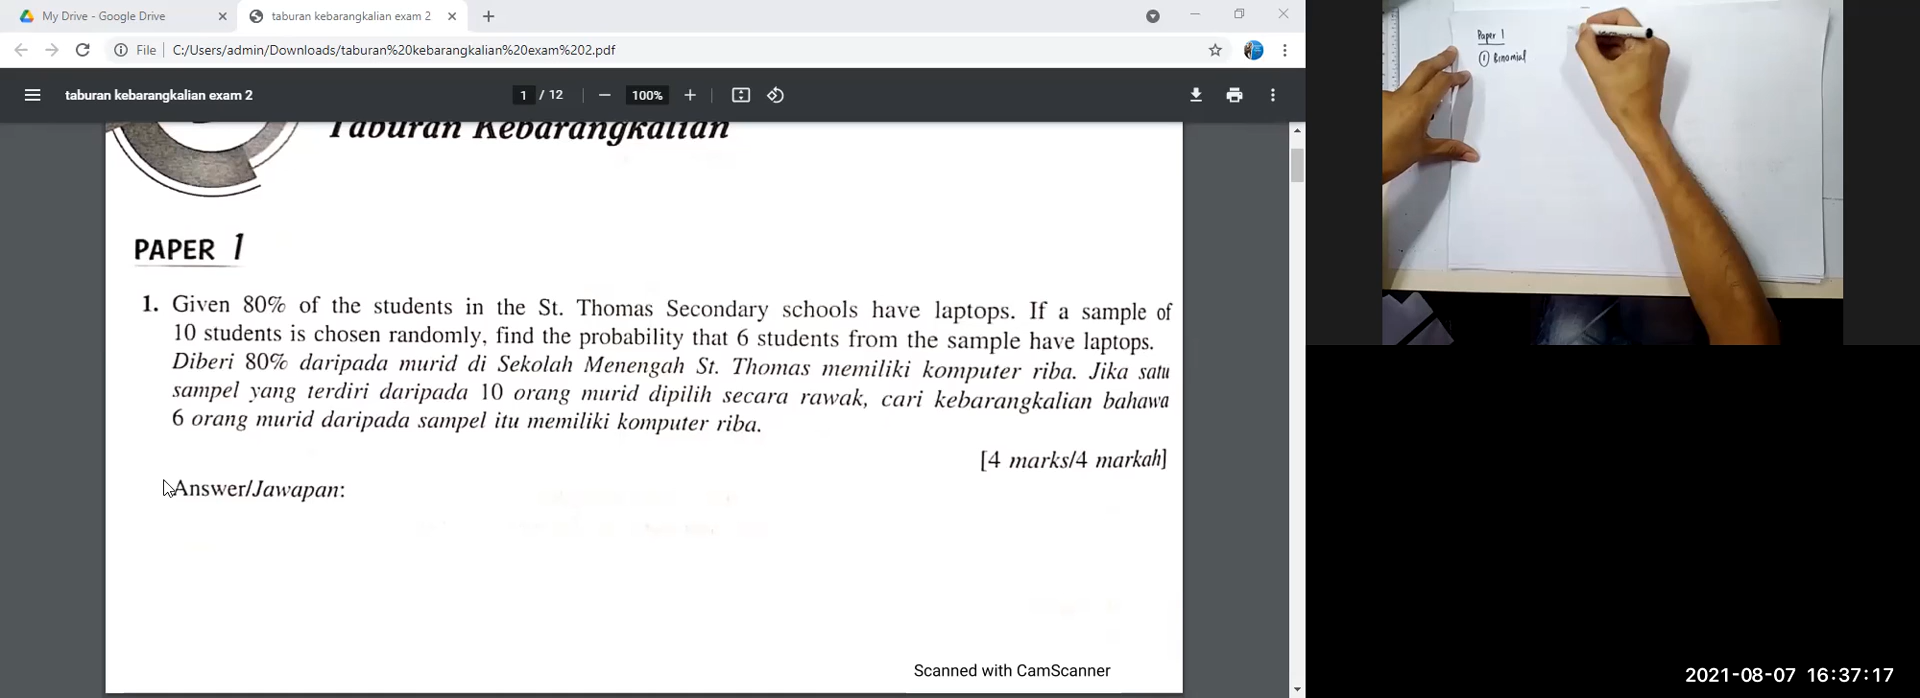 My Drive - Google Drive
taburan kebarangkalian exam 2
File
C:/Users/admin/Downloads/taburan%20kebarangkalian%20exam%202.pdf
taburan kebarangkalian exam 2
1 / 12
100%
Taburan Kebarangkalian
PAPER 1
1. Given 80% of the students in the St. Thomas Secondary schools have laptops. If a sample of
10 students is chosen randomly, find the probability that 6 students from the sample have laptops.
Diberi 80% daripada murid di Sekolah Menengah St. Thomas memiliki komputer riba. Jika satu
sampel yang terdiri daripada 10 orang murid dipilih secara rawak, cari kebarangkalian bahawa
6 orang murid daripada sampel itu memiliki komputer riba.
[4 marks/4 markah]
Answer/Jawapan:
Scanned with CamScanner
Paper 1
① Binomial
2021-08-07 16:37:17